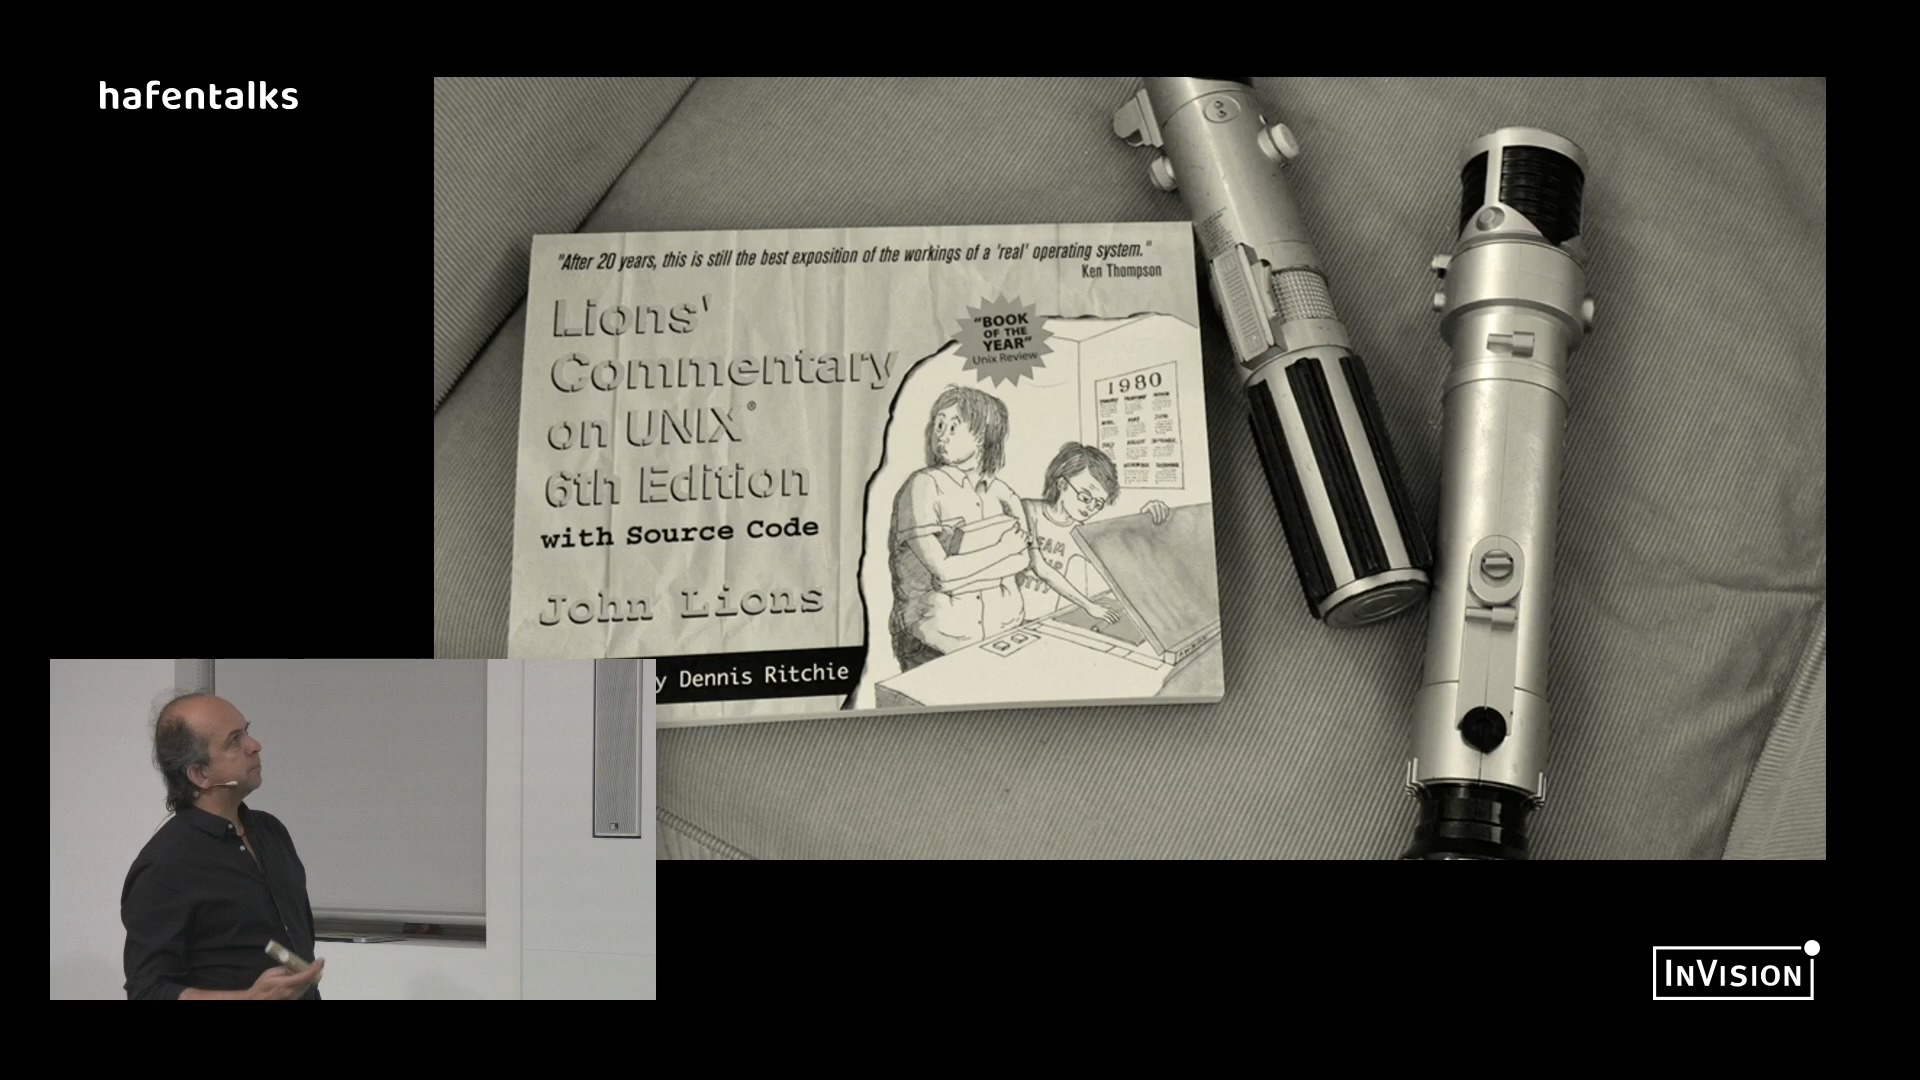 hafentalks
"After 20 years, this is still the best exposition of the workings of a 'real' operating system."
Ken Thompson
Lions'
Commentary
on UNIX®
6th Edition
with Source Code
John Lions
y Dennis Ritchie
"BOOK
OF THE
YEAR"
Unix Review
1980
INVISION